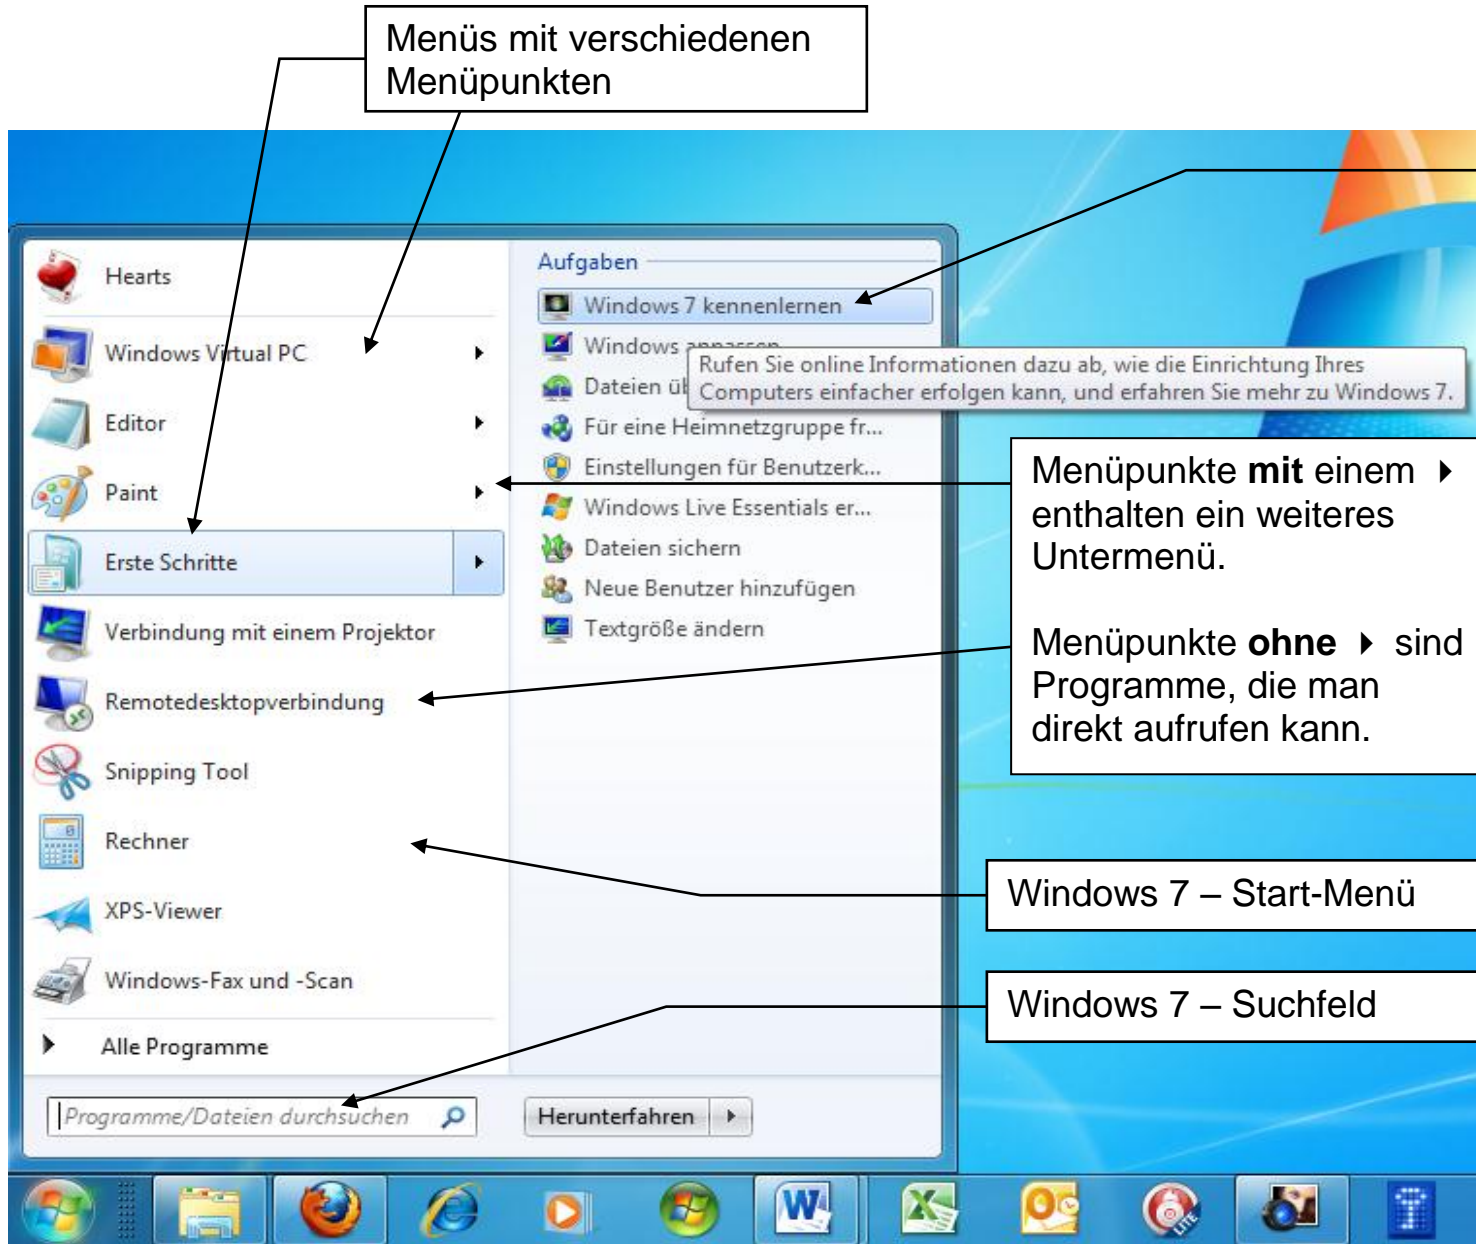 Menüs mit verschiedenen
Menüpunkten
Hearts
Windows Virtual PC
Editor
Paint
Erste Schritte
Verbindung mit einem Projektor
Remotedesktopverbindung
Snipping Tool
Rechner
XPS-Viewer
Windows-Fax und -Scan
Alle Programme
Programme/Dateien durchsuchen
Herunterfahren
Aufgaben
Windows 7 kennenlernen
Windows anpassen
Rufen Sie online Informationen dazu ab, wie die Einrichtung Ihres
Computers einfacher erfolgen kann, und erfahren Sie mehr zu Windows 7.
Dateien üb
Für eine Heimnetzgruppe fr...
Einstellungen für Benutzerk...
Windows Live Essentials er...
Dateien sichern
Neue Benutzer hinzufügen
Textgröße ändern
Menüpunkte mit einem ▶
enthalten ein weiteres
Untermenü.
Menüpunkte ohne ▶ sind
Programme, die man
direkt aufrufen kann.
Windows 7 – Start-Menü
Windows 7 – Suchfeld
LITE